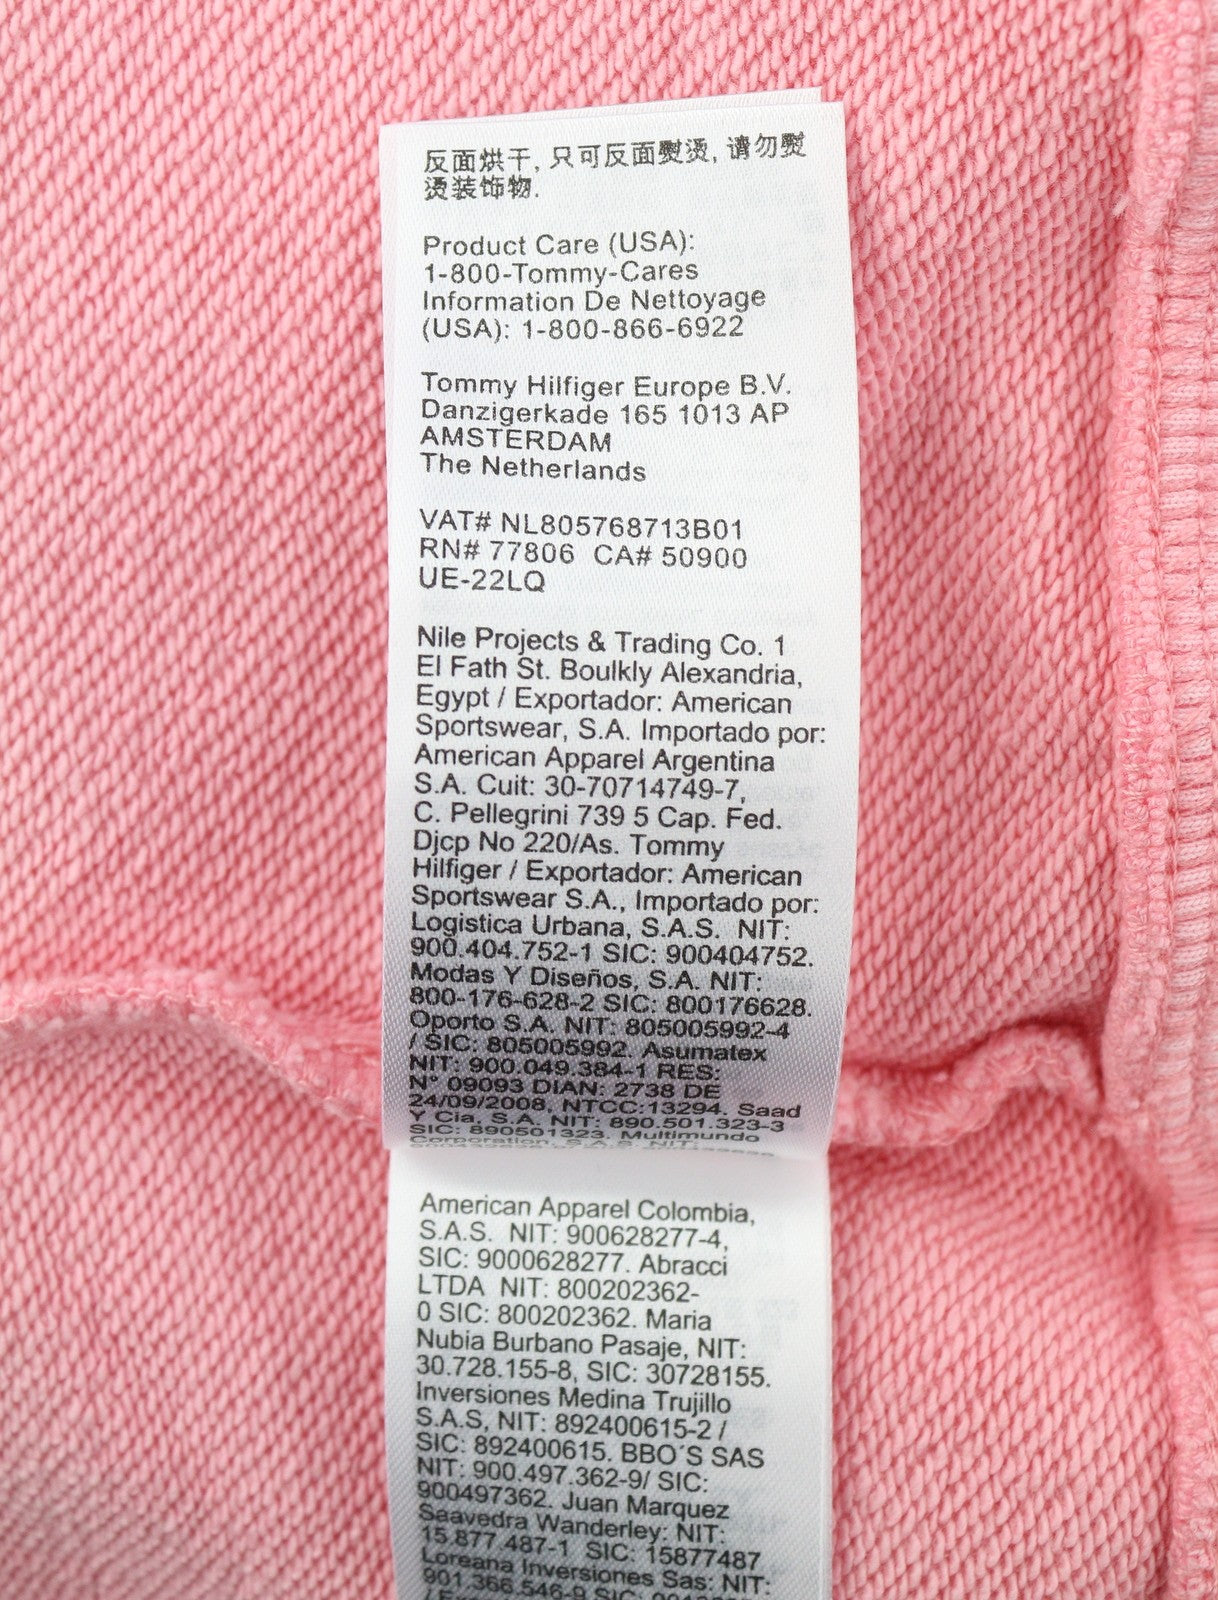 反面烘干, 只可反面熨烫, 请勿熨
烫装饰物.
Product Care (USA):
1-800-Tommy-Cares
Information De Nettoyage
(USA): 1-800-866-6922
Tommy Hilfiger Europe B.V.
Danzigerkade 165 1013 AP
AMSTERDAM
The Netherlands
VAT# NL805768713B01
RN# 77806 CA# 50900
UE-22LQ
Nile Projects & Trading Co. 1
El Fath St. Boulkly Alexandria,
Egypt / Exportador: American
Sportswear, S.A. Importado por:
American Apparel Argentina
S.A. Cuit: 30-70714749-7,
C. Pellegrini 739 5 Cap. Fed.
Djcp No 220/As. Tommy
Hilfiger / Exportador: American
Sportswear S.A., Importado por:
Logistica Urbana, S.A.S. NIT:
900.404.752-1 SIC: 900404752.
Modas Y Diseños, S.A. NIT:
800-176-628-2 SIC: 800176628.
Oporto S.A. NIT: 805005992-4
/ SIC: 805005992. Asumatex
NIT: 900.049.384-1 RES:
N° 09093 DIAN: 2738 DE
24/09/2008, NTCC:13294. Saad
Y Cia, S.A. NIT: 890.501.323-3
SIC: 890501323. Multimundo
Corporation, S.A.S. NIT:
American Apparel Colombia,
S.A.S. NIT: 900628277-4,
SIC: 9000628277. Abracci
LTDA NIT: 800202362-
0 SIC: 800202362. Maria
Nubia Burbano Pasaje, NIT:
30.728.155-8, SIC: 30728155.
Inversiones Medina Trujillo
S.A.S, NIT: 892400615-2 /
SIC: 892400615. BBO´S SAS
NIT: 900.497.362-9/ SIC:
900497362. Juan Marquez
Saavedra Wanderley: NIT:
15.877.487-1 SIC: 15877487
Loreana Inversiones Sas: NIT:
901.366.546-9 SIC: